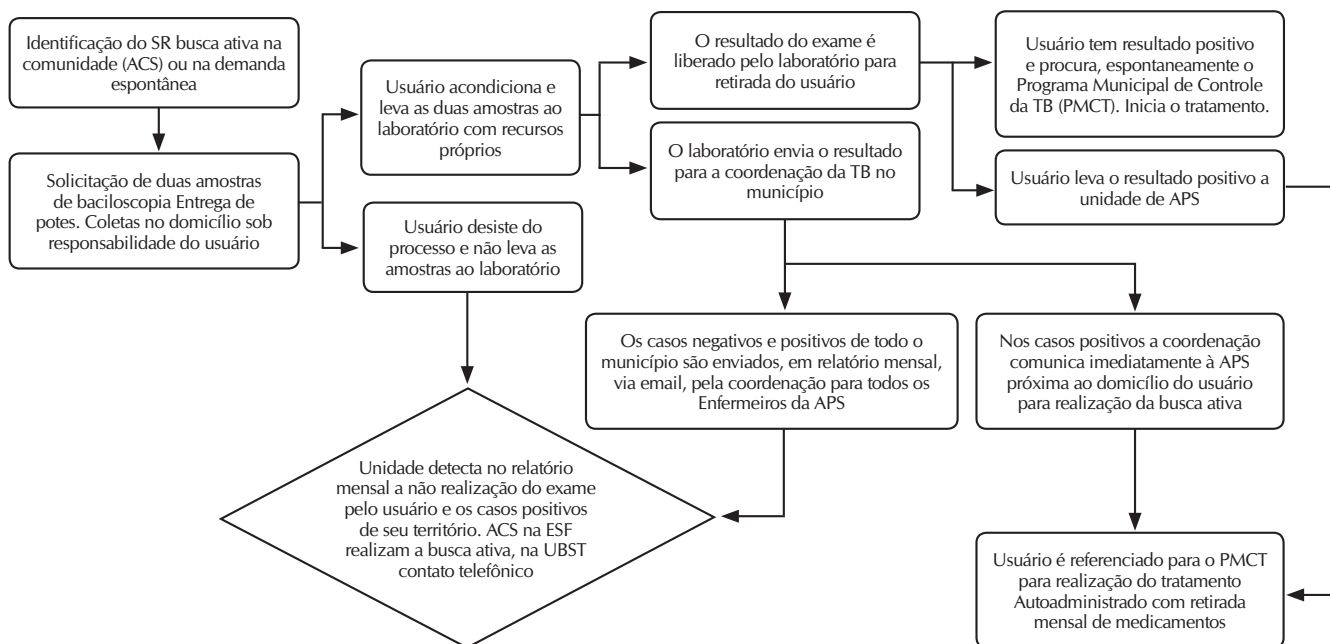 Identificação do SR busca ativa na
comunidade (ACS) ou na demanda
espontânea
Solicitação de duas amostras
de baciloscopia Entrega de
potes. Coletas no domicílio sob
responsabilidade do usuário
Usuário acondiciona e
leva as duas amostras ao
laboratório com recursos
próprios
Usuário desiste do
processo e não leva as
amostras ao laboratório
O resultado do exame é
liberado pelo laboratório para
retirada do usuário
O laboratório envia o resultado
para a coordenação da TB no
município
Usuário tem resultado positivo
e procura, espontaneamente o
Programa Municipal de Controle
da TB (PMCT). Inicia o tratamento.
Usuário leva o resultado positivo a
unidade de APS
Os casos negativos e positivos de todo o
município são enviados, em relatório mensal,
via email, pela coordenação para todos os
Enfermeiros da APS
Nos casos positivos a coordenação
comunica imediatamente à APS
próxima ao domicílio do usuário
para realização da busca ativa
Unidade detecta no relatório
mensal a não realização do exame
pelo usuário e os casos positivos
de seu território. ACS na ESF
realizam a busca ativa, na UBST
contato telefônico
Usuário é referenciado para o PMCT
para realização do tratamento
Autoadministrado com retirada
mensal de medicamentos